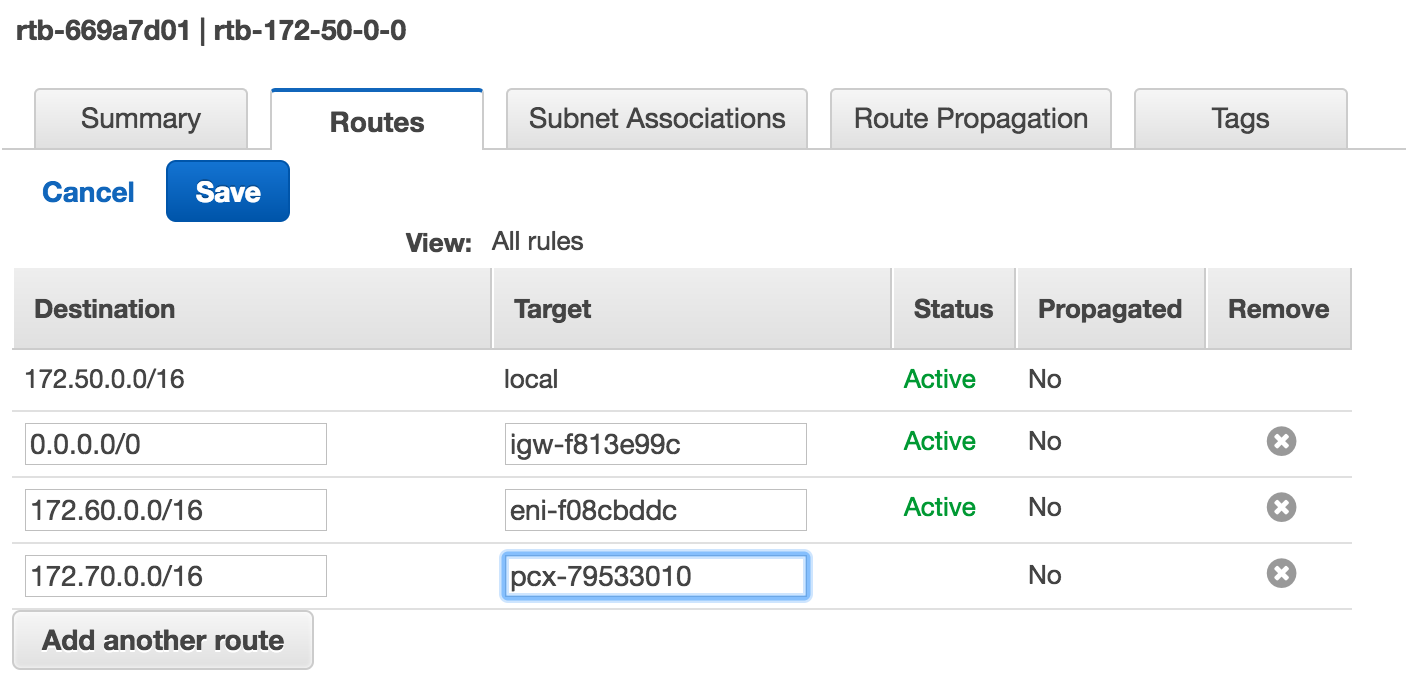 rtb-669a7d01 | rtb-172-50-0-0
Summary Routes Subnet Associations Route Propagation Tags
Cancel Save
View: All rules
Destination Target Status Propagated Remove
172.50.0.0/16 local Active No
0.0.0.0/0 igw-f813e99c Active No
172.60.0.0/16 eni-f08cbddc Active No
172.70.0.0/16 pcx-79533010 No
Add another route